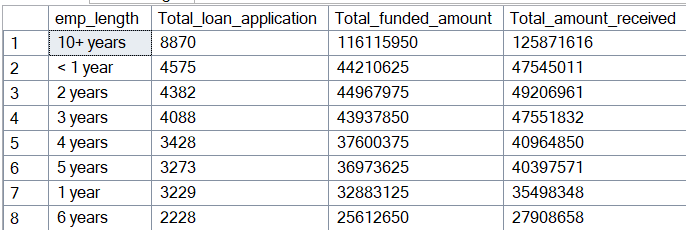 emp_length Total_loan_application Total_funded_amount Total_amount_received
1 10+ years 8870 116115950 125871616
2 < 1 year 4575 44210625 47545011
3 2 years 4382 44967975 49206961
4 3 years 4088 43937850 47551832
5 4 years 3428 37600375 40964850
6 5 years 3273 36973625 40397571
7 1 year 3229 32883125 35498348
8 6 years 2228 25612650 27908658